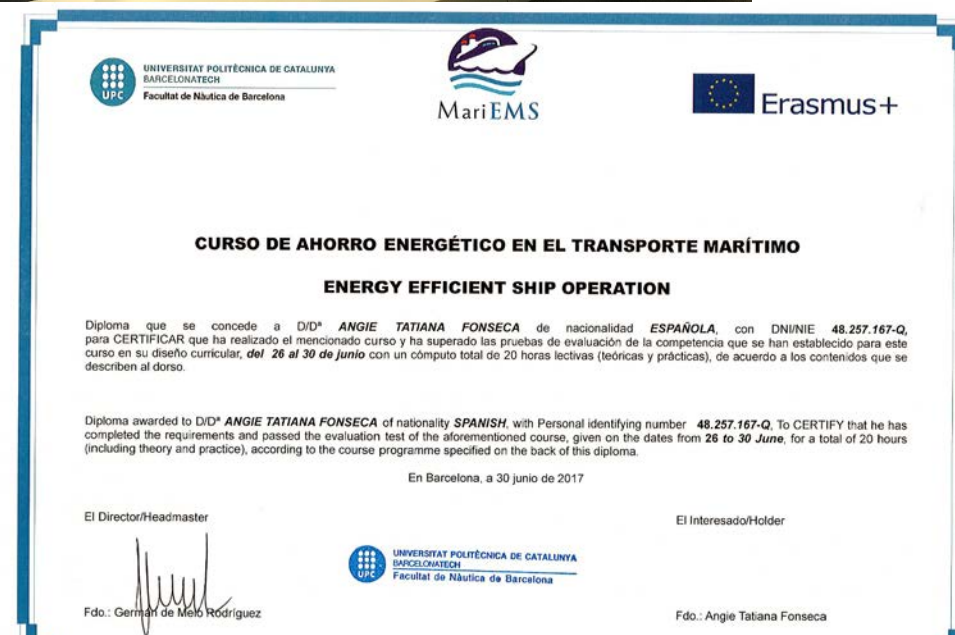 UNIVERSITAT POLITÈCNICA DE CATALUNYA
BARCELONATECH
Facultat de Nàutica de Barcelona
UPC
MariEMS
Erasmus+
CURSO DE AHORRO ENERGÉTICO EN EL TRANSPORTE MARÍTIMO
ENERGY EFFICIENT SHIP OPERATION
Diploma que se concede a D/Dª ANGIE TATIANA FONSECA de nacionalidad ESPAÑOLA, con DNI/NIE 48.257.167-Q,
para CERTIFICAR que ha realizado el mencionado curso y ha superado las pruebas de evaluación de la competencia que se han establecido para este
curso en su diseño curricular, del 26 al 30 de junio con un cómputo total de 20 horas lectivas (teóricas y prácticas), de acuerdo a los contenidos que se
describen al dorso.
Diploma awarded to D/Dª ANGIE TATIANA FONSECA of nationality SPANISH, with Personal identifying number 48.257.167-Q, To CERTIFY that he has
completed the requirements and passed the evaluation test of the aforementioned course, given on the dates from 26 to 30 June, for a total of 20 hours
(including theory and practice), according to the course programme specified on the back of this diploma.
En Barcelona, a 30 junio de 2017
El Director/Headmaster
El Interesado/Holder
UNIVERSITAT POLITÈCNICA DE CATALUNYA
BARCELONATECH
Facultat de Nàutica de Barcelona
UPC
Fdo.: Germán de Melo Rodríguez
Fdo.: Angie Tatiana Fonseca